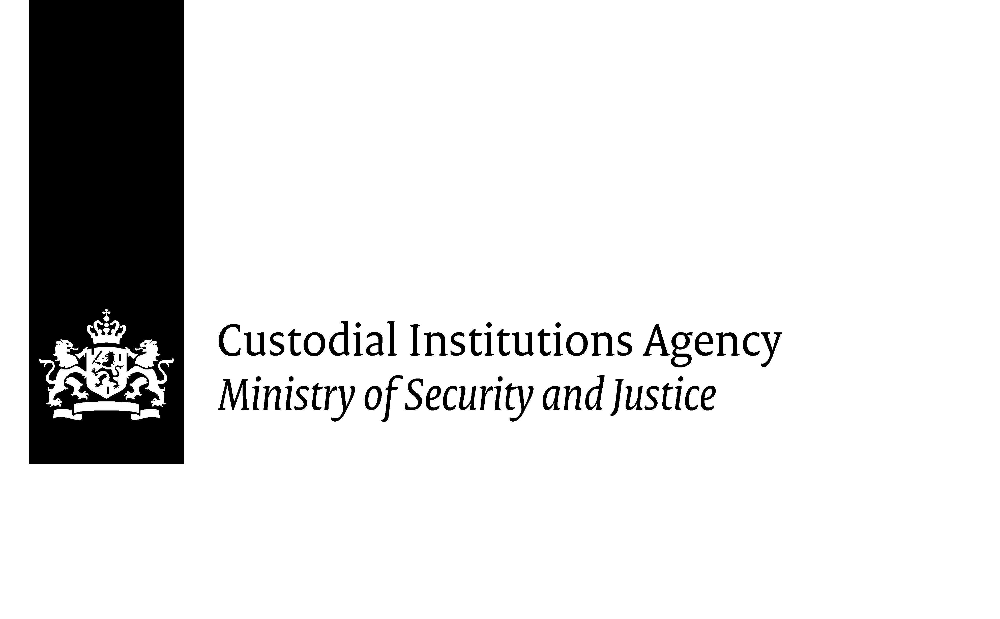 Custodial Institutions Agency
Ministry of Security and Justice